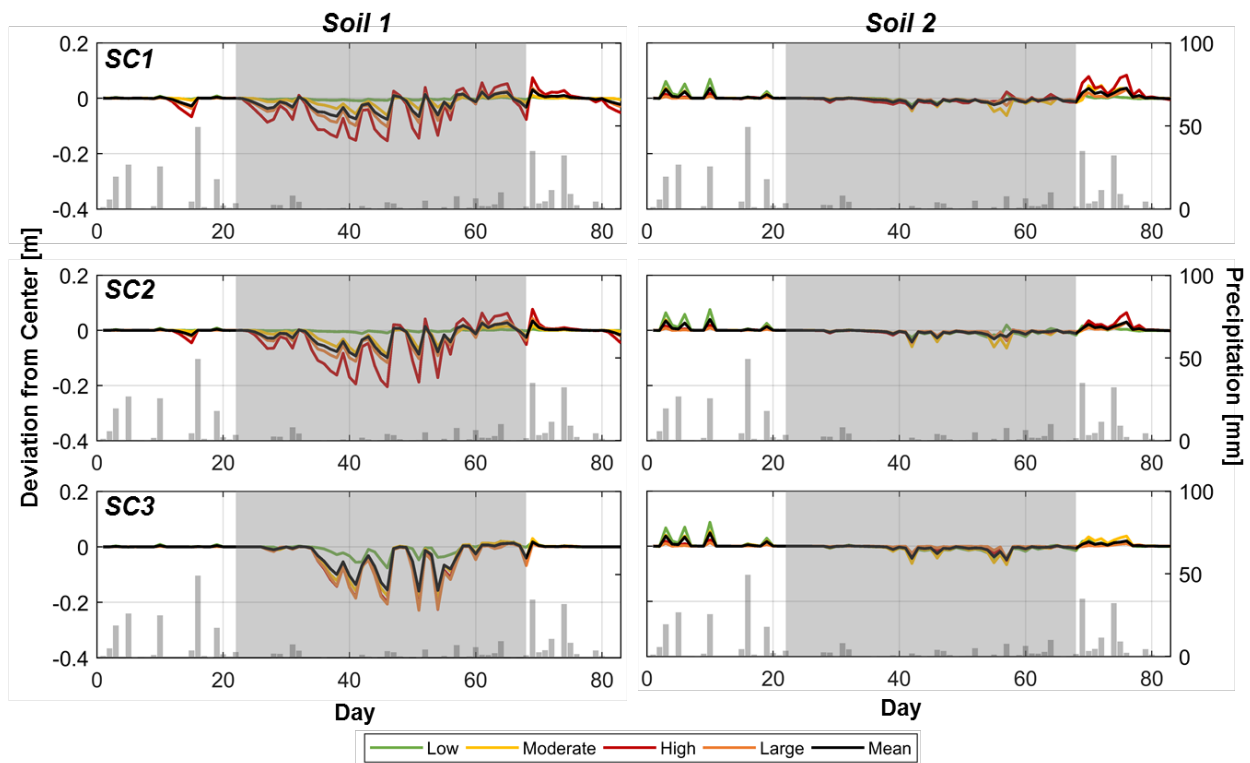 Soil 1 Soil 2
SC1
0.2
0
-0.2
-0.4
0 20 40 60 80
100
50
0
0 20 40 60 80
SC2
0.2
0
-0.2
-0.4
0 20 40 60 80
100
50
0
0 20 40 60 80
SC3
0.2
0
-0.2
-0.4
0 20 40 60 80
100
50
0
0 20 40 60 80
Deviation from Center [m]
Precipitation [mm]
Day Day
Low Moderate High Large Mean